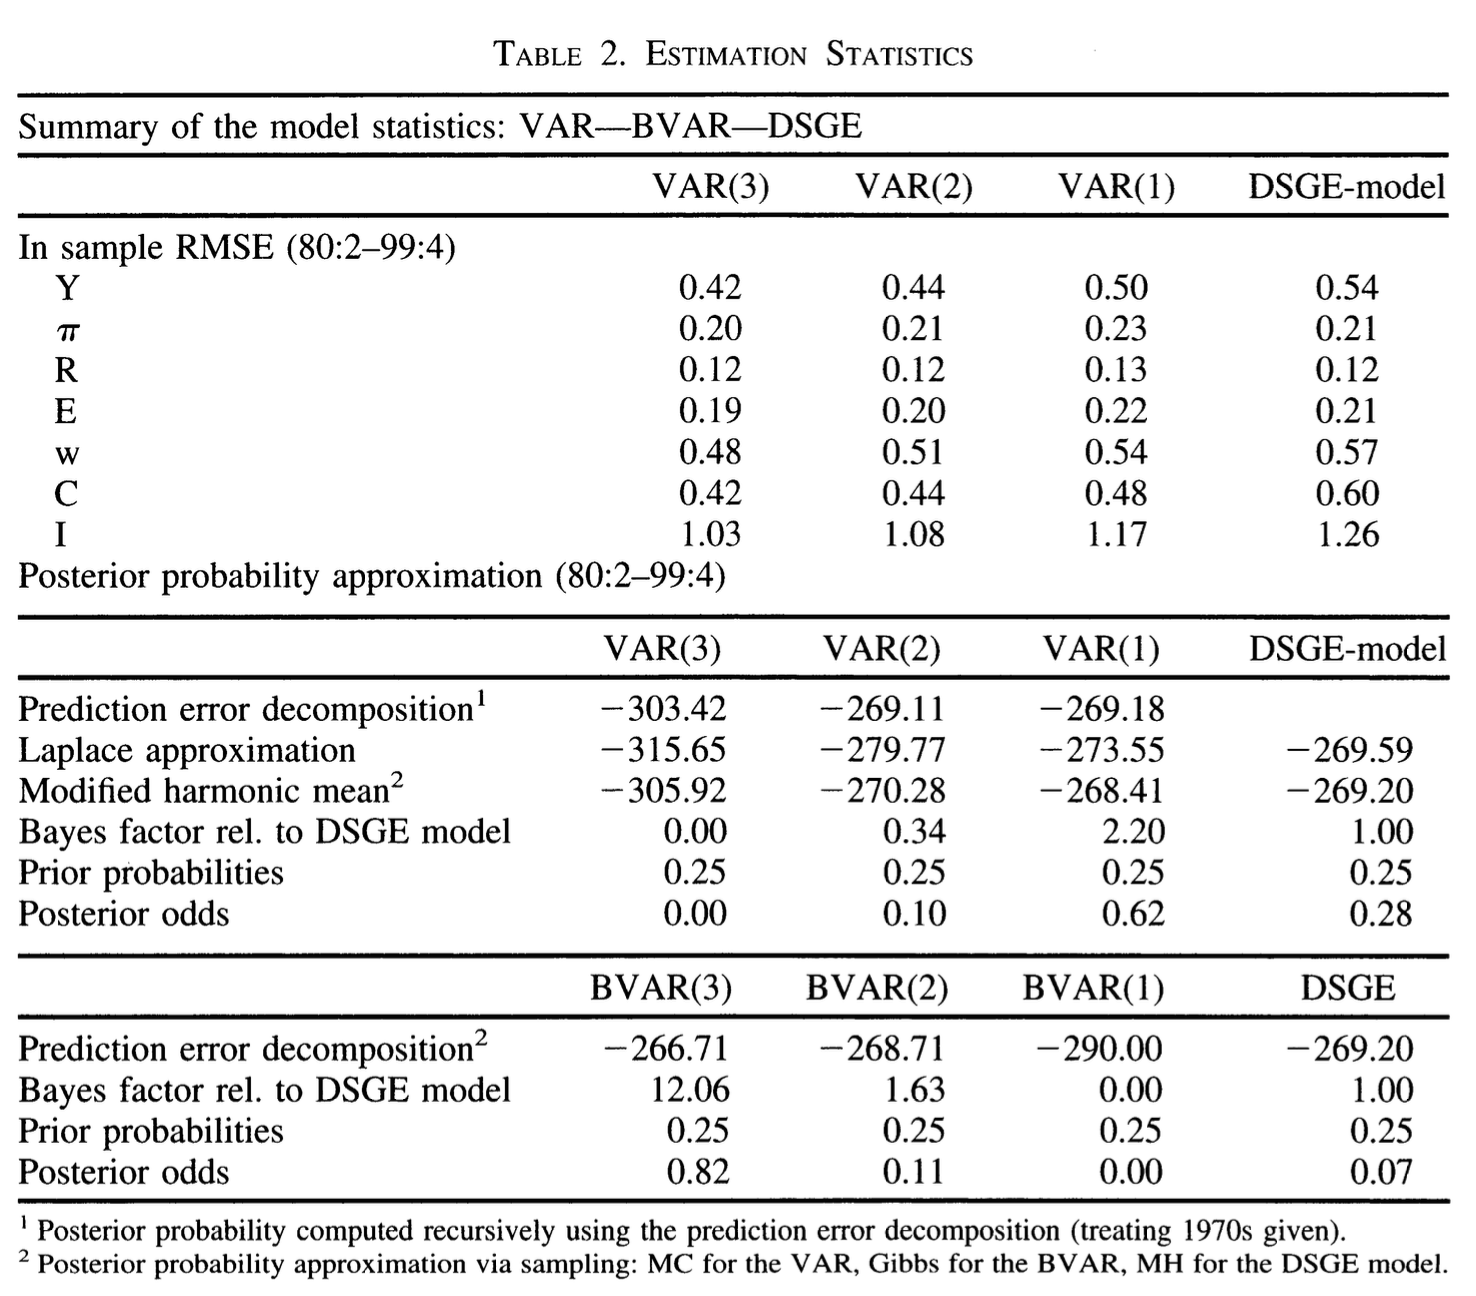 TABLE 2. ESTIMATION STATISTICS
Summary of the model statistics: VAR—BVAR—DSGE
VAR(3) VAR(2) VAR(1) DSGE-model
In sample RMSE (80:2–99:4)
Y 0.42 0.44 0.50 0.54
π 0.20 0.21 0.23 0.21
R 0.12 0.12 0.13 0.12
E 0.19 0.20 0.22 0.21
w 0.48 0.51 0.54 0.57
C 0.42 0.44 0.48 0.60
I 1.03 1.08 1.17 1.26
Posterior probability approximation (80:2–99:4)
VAR(3) VAR(2) VAR(1) DSGE-model
Prediction error decomposition¹ −303.42 −269.11 −269.18
Laplace approximation −315.65 −279.77 −273.55 −269.59
Modified harmonic mean² −305.92 −270.28 −268.41 −269.20
Bayes factor rel. to DSGE model 0.00 0.34 2.20 1.00
Prior probabilities 0.25 0.25 0.25 0.25
Posterior odds 0.00 0.10 0.62 0.28
BVAR(3) BVAR(2) BVAR(1) DSGE
Prediction error decomposition² −266.71 −268.71 −290.00 −269.20
Bayes factor rel. to DSGE model 12.06 1.63 0.00 1.00
Prior probabilities 0.25 0.25 0.25 0.25
Posterior odds 0.82 0.11 0.00 0.07
¹ Posterior probability computed recursively using the prediction error decomposition (treating 1970s given).
² Posterior probability approximation via sampling: MC for the VAR, Gibbs for the BVAR, MH for the DSGE model.